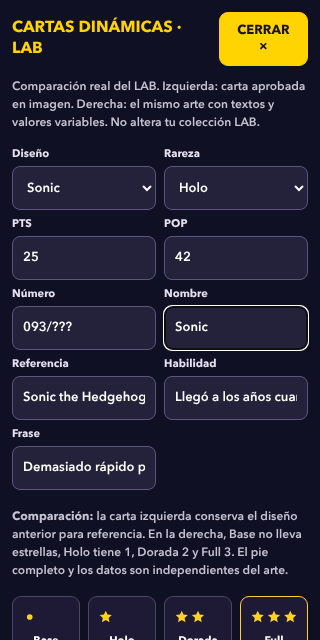 CARTAS DINÁMICAS ·
LAB
CERRAR
×
Comparación real del LAB. Izquierda: carta aprobada
en imagen. Derecha: el mismo arte con textos y
valores variables. No altera tu colección LAB.
Diseño
Rareza
Sonic
Holo
PTS
POP
25
42
Número
Nombre
093/???
Sonic
Referencia
Habilidad
Sonic the Hedgehog
Llegó a los años
Frase
Demasiado rápido
Comparación: la carta izquierda conserva el diseño
anterior para referencia. En la derecha, Base no lleva
estrellas, Holo tiene 1, Dorada 2 y Full 3. El pie
completo y los datos son independientes del arte.
Base
Holo
Dorada
Full